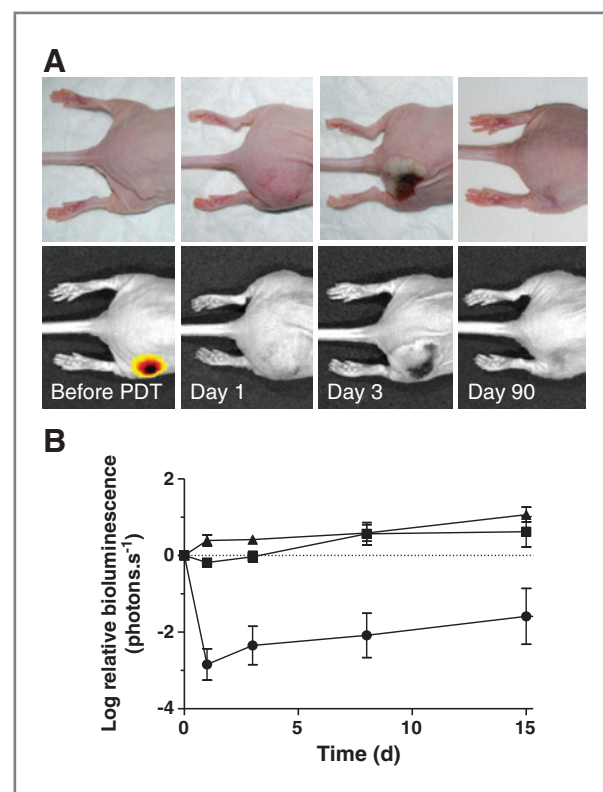 A
Before PDT
Day 1
Day 3
Day 90
B
Log relative bioluminescence
(photons.s⁻¹)
2
0
-2
-4
0
5
10
15
Time (d)